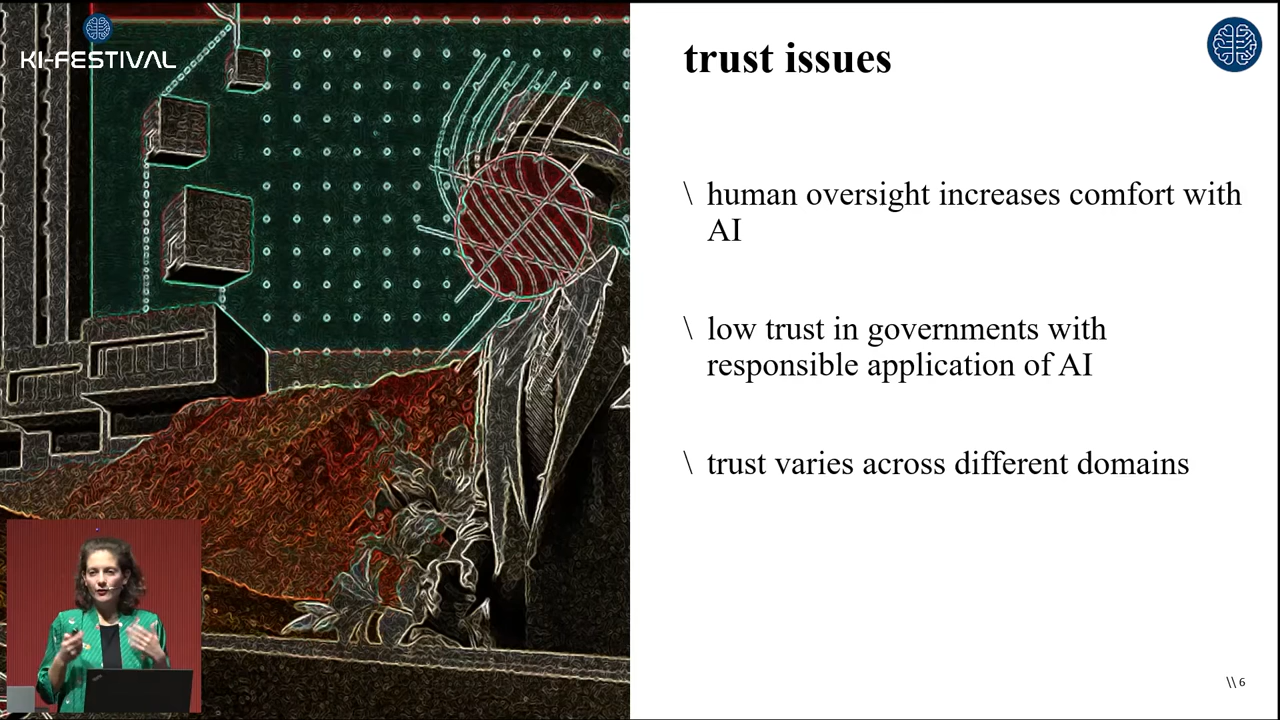 KI-FESTIVAL
trust issues
\ human oversight increases comfort with
AI
\ low trust in governments with
responsible application of AI
\ trust varies across different domains
\\ 6